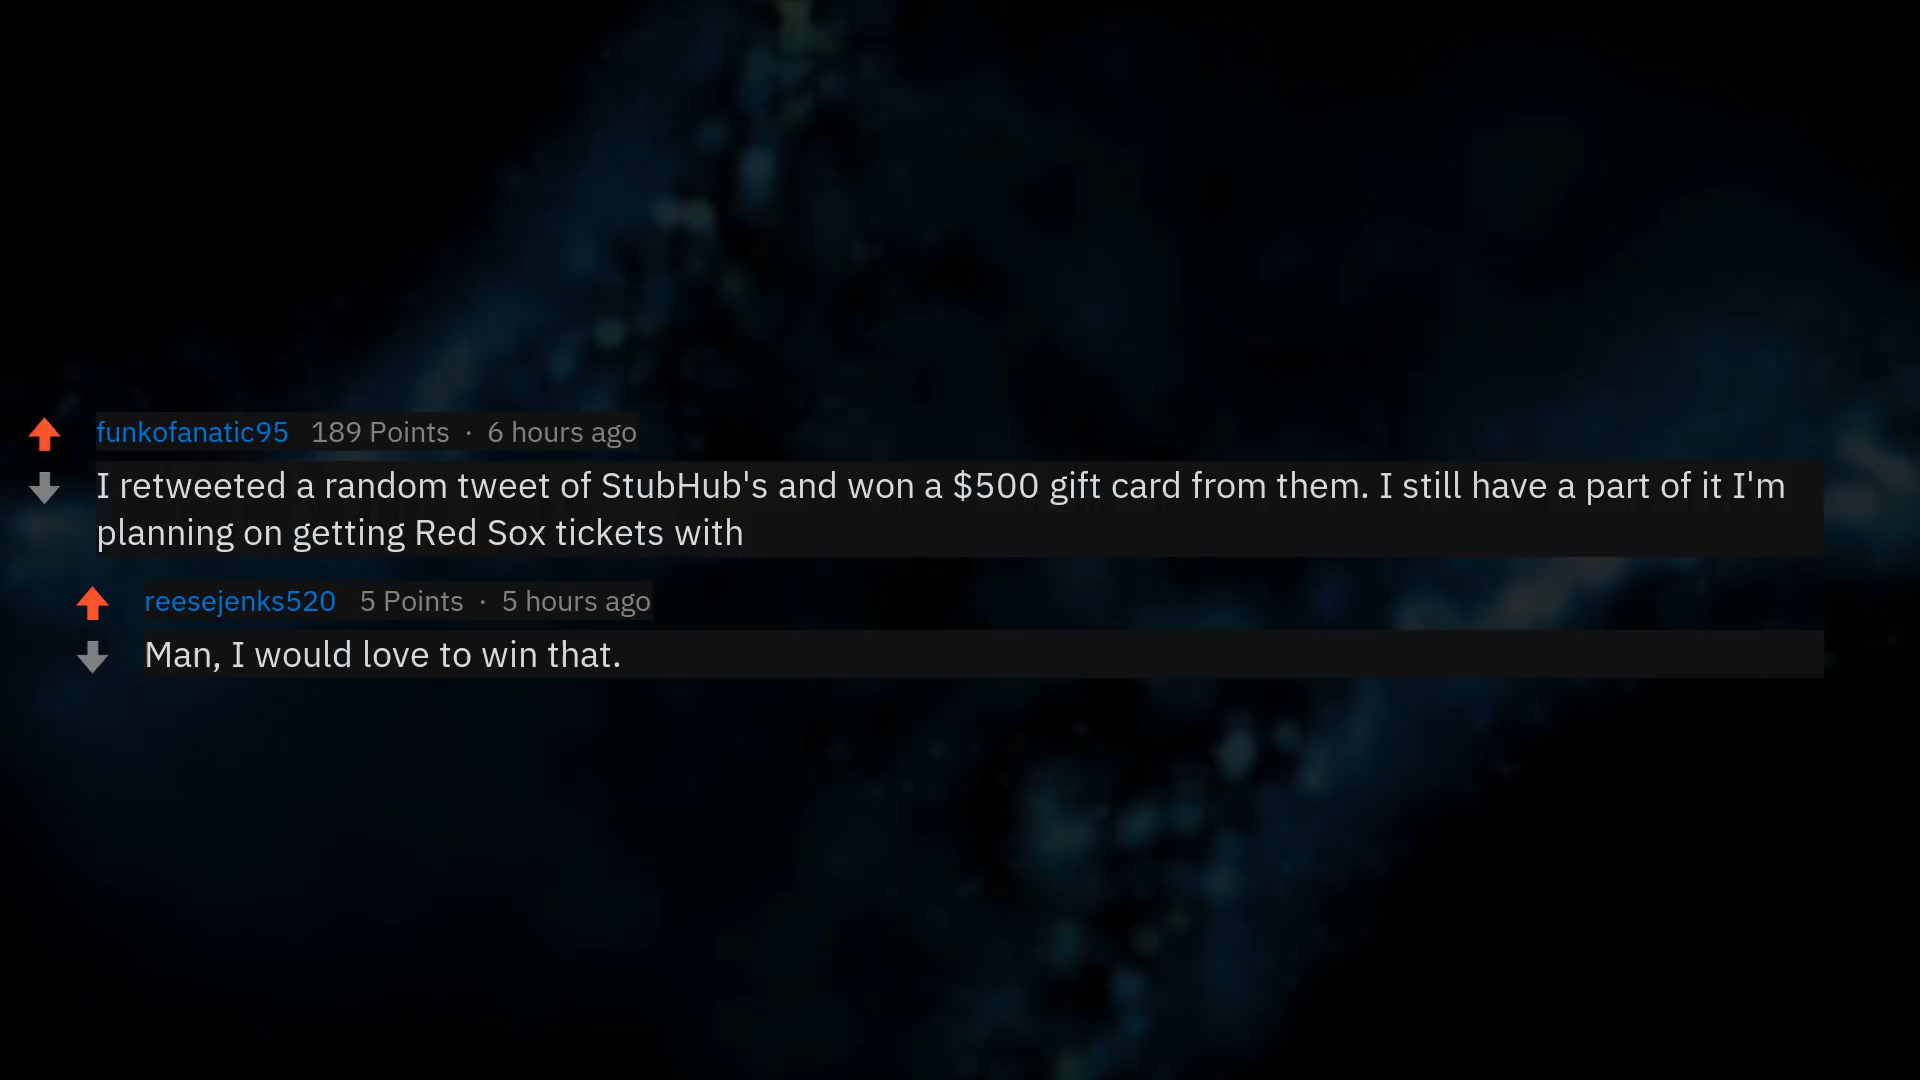 funkofanatic95 189 Points · 6 hours ago
I retweeted a random tweet of StubHub's and won a $500 gift card from them. I still have a part of it I'm
planning on getting Red Sox tickets with
reesejenks520 5 Points · 5 hours ago
Man, I would love to win that.